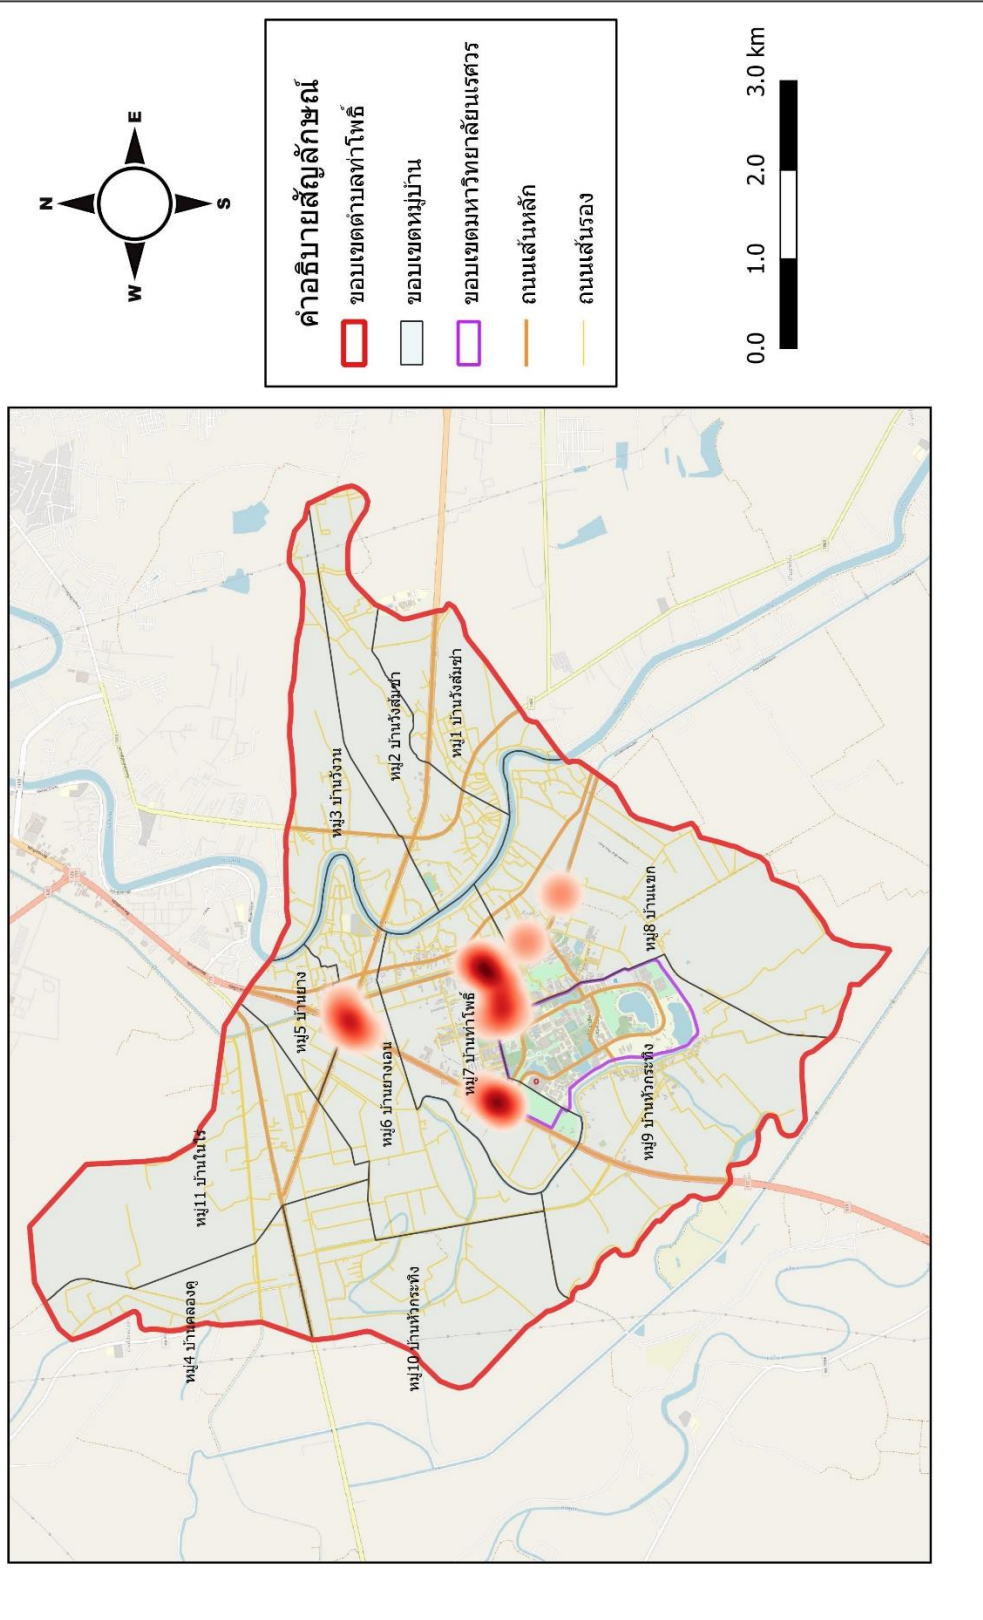 N
E
S
W
คำอธิบายสัญลักษณ์
ขอบเขตตำบลท่าโพธิ์
ขอบเขตหมู่บ้าน
ขอบเขตมหาวิทยาลัยนเรศวร
ถนนเส้นหลัก
ถนนเส้นรอง
0.0 1.0 2.0 3.0 km
หมู่4 บ้านคลองคู
หมู่11 บ้านในไร่
หมู่5 บ้านยาง
หมู่3 บ้านวังวน
หมู่10 บ้านหัวกระทิง
หมู่6 บ้านยางเอน
หมู่2 บ้านวังส้มซ่า
หมู่7 บ้านท่าโพธิ์
หมู่1 บ้านวังส้มซ่า
หมู่9 บ้านหัวกระทิง
หมู่8 บ้านแขก